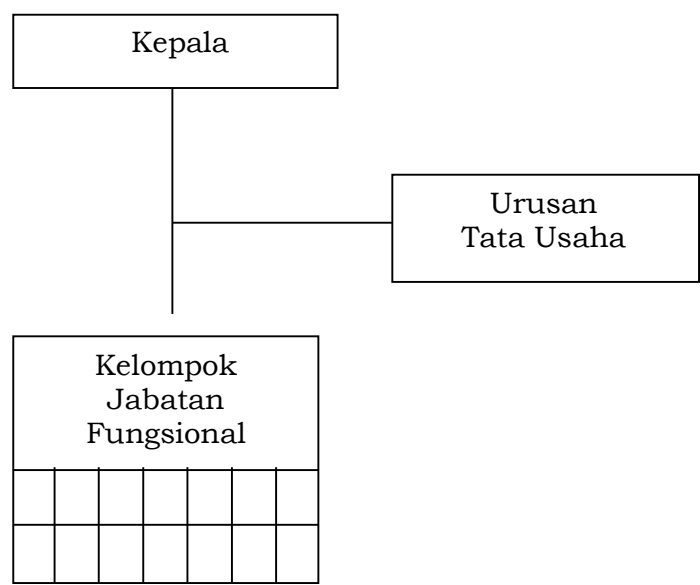 Kepala
Urusan
Tata Usaha
Kelompok
Jabatan
Fungsional